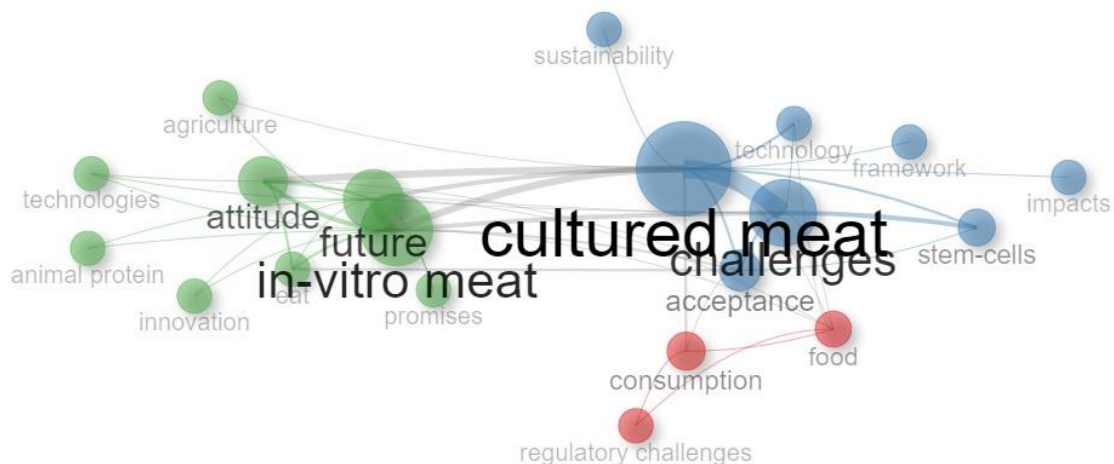 sustainability
agriculture
technology
framework
technologies
impacts
attitude
future
cultured meat
stem-cells
challenges
animal protein
in-vitro meat
eat
acceptance
innovation
promises
food
consumption
regulatory challenges